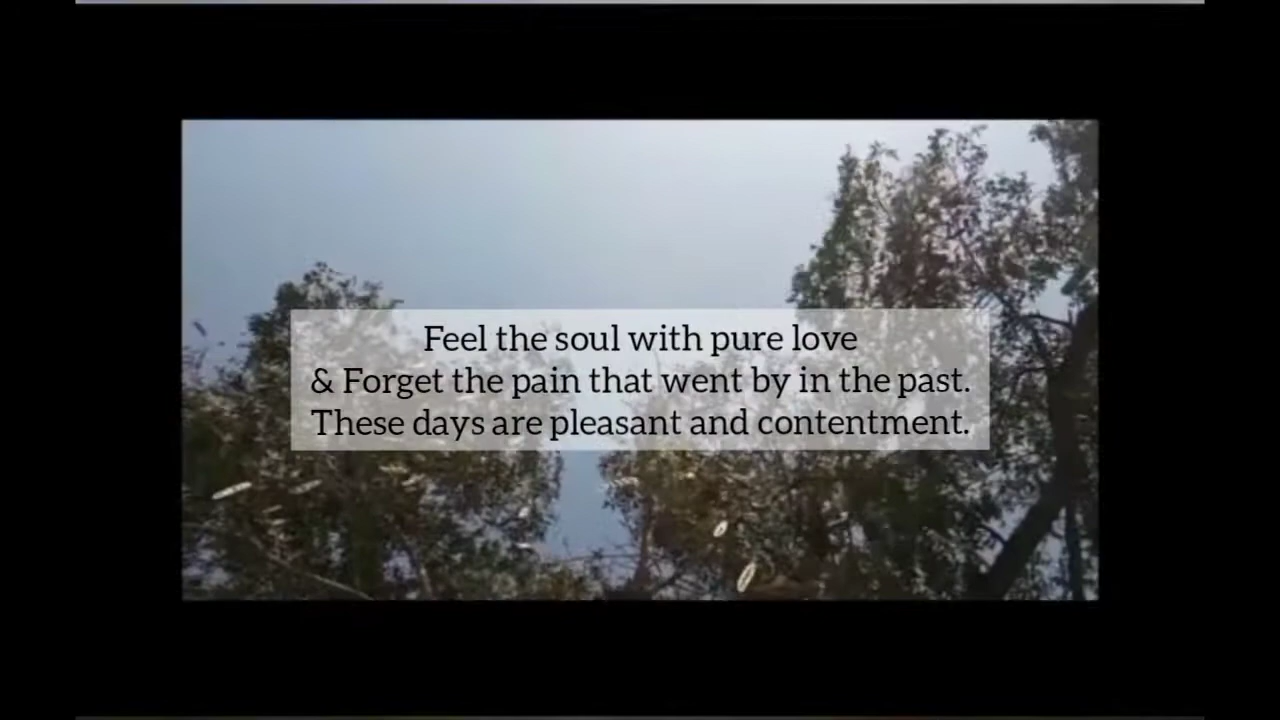 Feel the soul with pure love
& Forget the pain that went by in the past.
These days are pleasant and contentment.